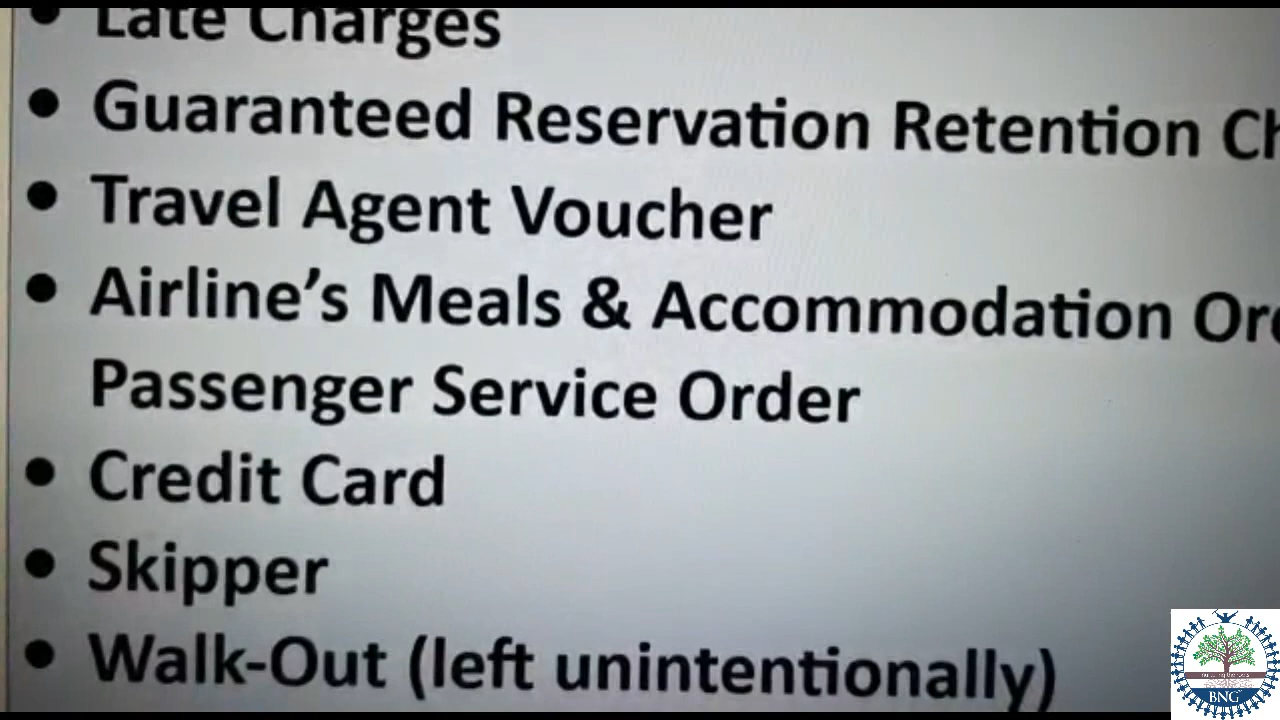 Late Charges
Guaranteed Reservation Retention
Travel Agent Voucher
Airline's Meals & Accommodation
Passenger Service Order
Credit Card
Skipper
Walk-Out (left unintentionally)
BNG